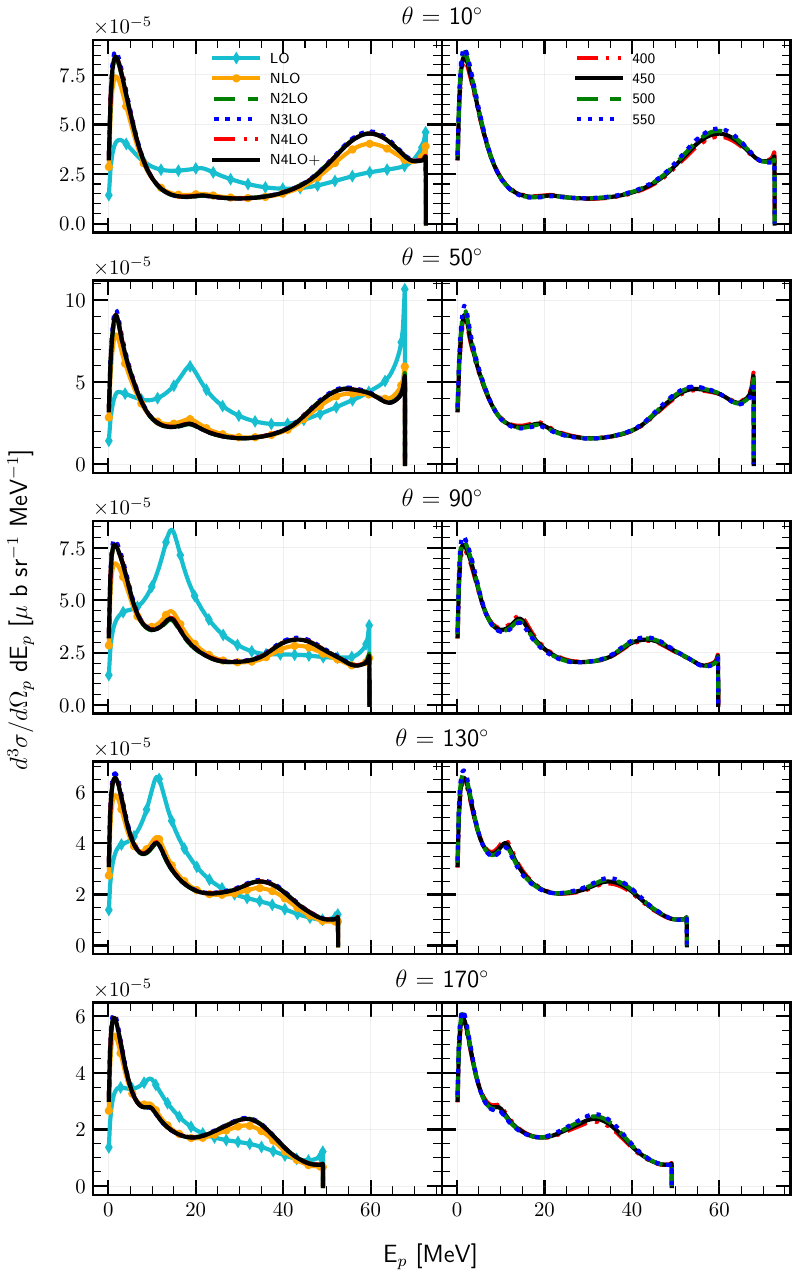 θ = 10°
×10⁻⁵
7.5
5.0
2.5
0.0
LO
NLO
N2LO
N3LO
N4LO
N4LO+
400
450
500
550
θ = 50°
×10⁻⁵
10
5
0
θ = 90°
×10⁻⁵
7.5
5.0
2.5
0.0
θ = 130°
×10⁻⁵
6
4
2
0
θ = 170°
×10⁻⁵
6
4
2
0
0 20 40 60 0 20 40 60
E_p [MeV]
d³σ/dΩ_p dE_p [μ b sr⁻¹ MeV⁻¹]